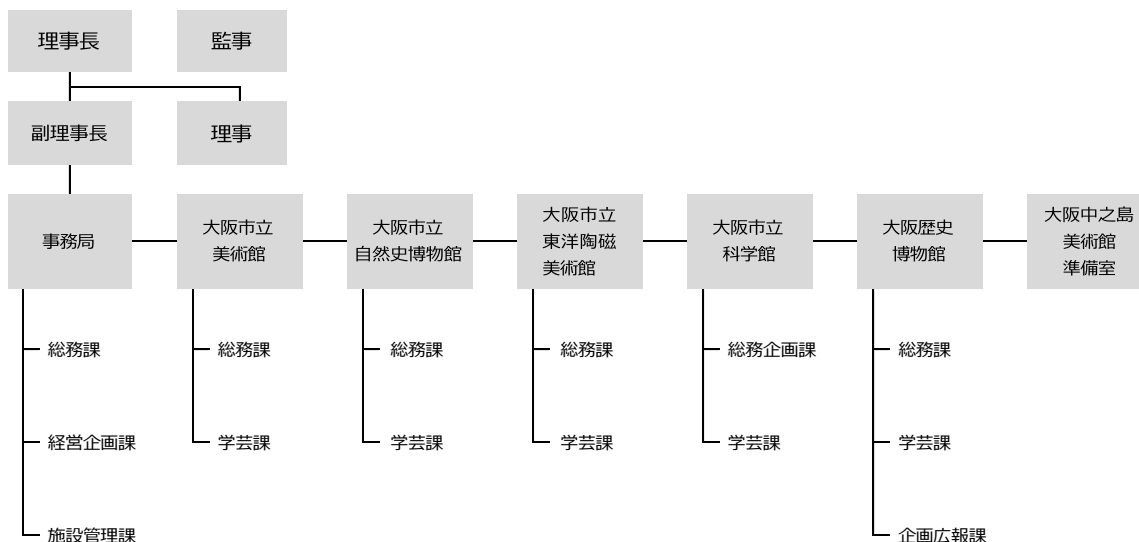 理事長
監事
副理事長
理事
事務局
大阪市立
美術館
大阪市立
自然史博物館
大阪市立
東洋陶磁
美術館
大阪市立
科学館
大阪歴史
博物館
大阪中之島
美術館
準備室
総務課
総務課
総務課
総務課
総務企画課
総務課
経営企画課
学芸課
学芸課
学芸課
学芸課
学芸課
施設管理課
企画広報課